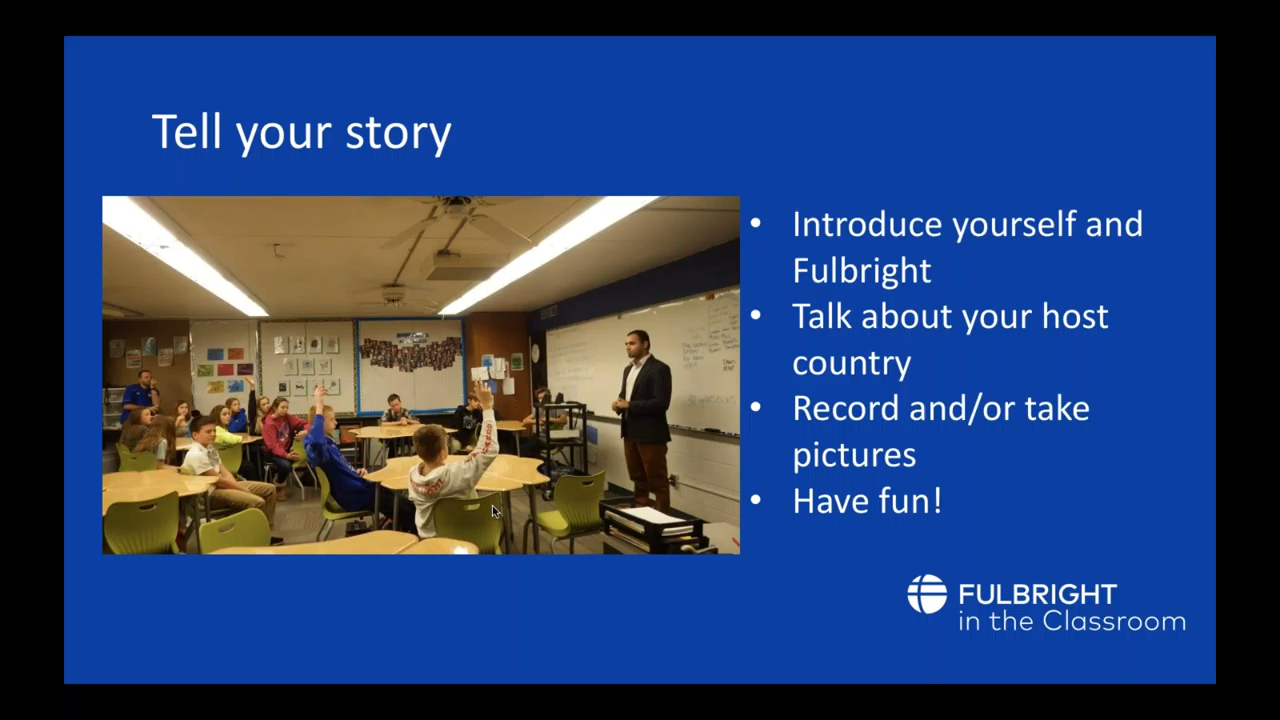 Tell your story
• Introduce yourself and
Fulbright
• Talk about your host
country
• Record and/or take
pictures
• Have fun!
FULBRIGHT
in the Classroom